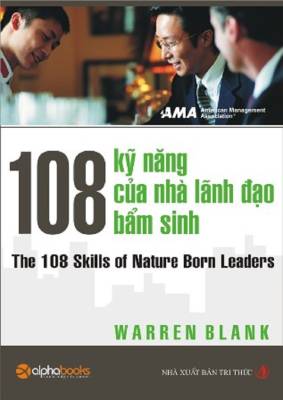 AMA American Management
Association
108
kỹ năng
của nhà lãnh đạo
bẩm sinh
The 108 Skills of Nature Born Leaders
WARREN BLANK
alphabooks
NHÀ XUẤT BẢN TRI THỨC